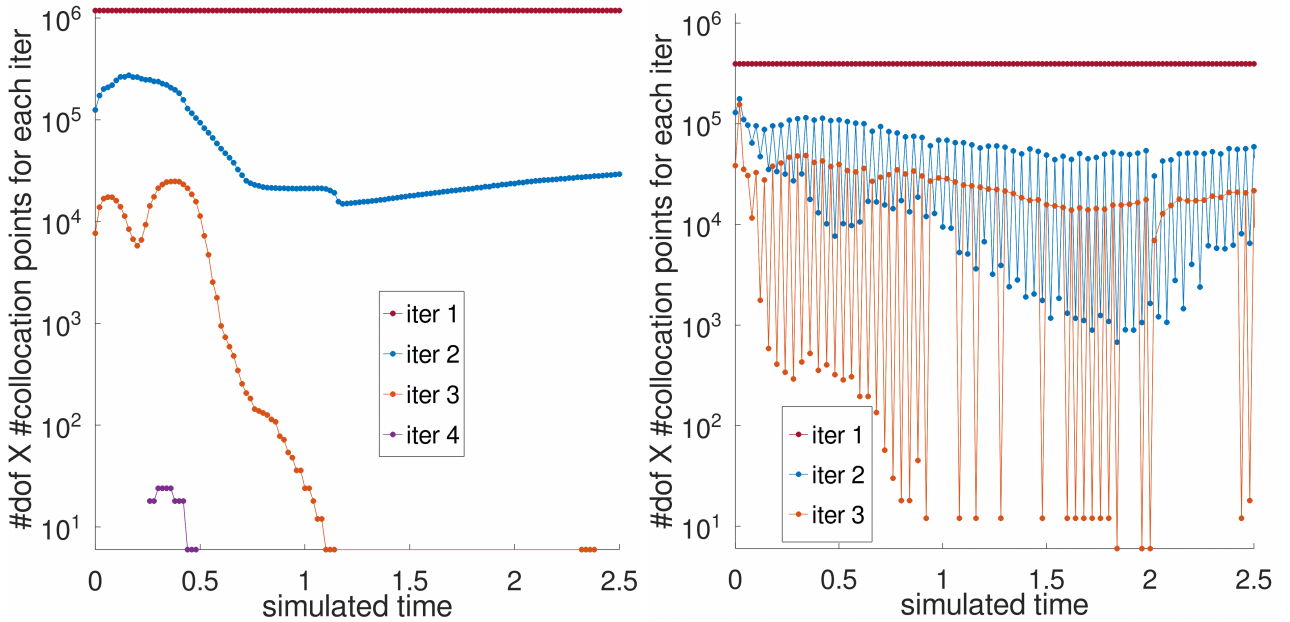 #dof X #collocation points for each iter
10^6
10^5
10^4
10^3
10^2
10^1
iter 1
iter 2
iter 3
iter 4
0 0.5 1 1.5 2 2.5
simulated time
#dof X #collocation points for each iter
10^6
10^5
10^4
10^3
10^2
10^1
iter 1
iter 2
iter 3
0 0.5 1 1.5 2 2.5
simulated time